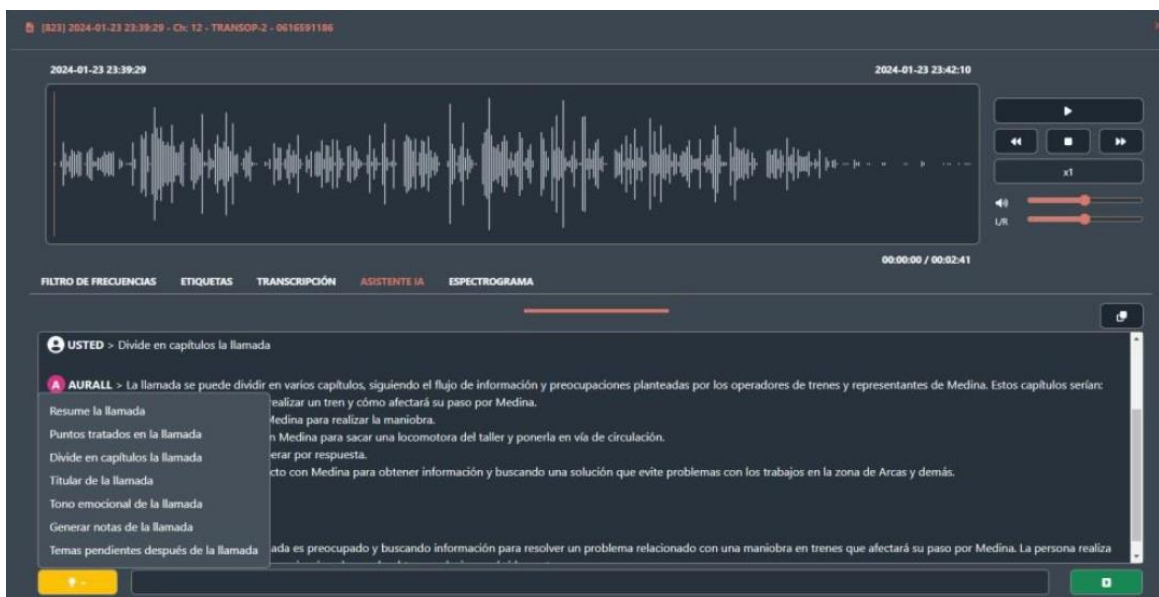 [823] 2024-01-23 23:39:29 - Ch: 12 - TRANSOP-2 - 0616591186
2024-01-23 23:39:29 2024-01-23 23:42:10
x1
L/R
00:00:00 / 00:02:41
FILTRO DE FRECUENCIAS ETIQUETAS TRANSCRIPCIÓN ASISTENTE IA ESPECTROGRAMA
USTED > Divide en capítulos la llamada
A AURALL > La llamada se puede dividir en varios capítulos, siguiendo el flujo de información y preocupaciones planteadas por los operadores de trenes y representantes de Medina. Estos capítulos serían:
realizar un tren y cómo afectará su paso por Medina.
Medina para realizar la maniobra.
n Medina para sacar una locomotora del taller y ponerla en vía de circulación.
erar por respuesta.
cto con Medina para obtener información y buscando una solución que evite problemas con los trabajos en la zona de Arcas y demás.
ada es preocupado y buscando información para resolver un problema relacionado con una maniobra en trenes que afectará su paso por Medina. La persona realiza
Resume la llamada
Puntos tratados en la llamada
Divide en capítulos la llamada
Titular de la llamada
Tono emocional de la llamada
Generar notas de la llamada
Temas pendientes después de la llamada